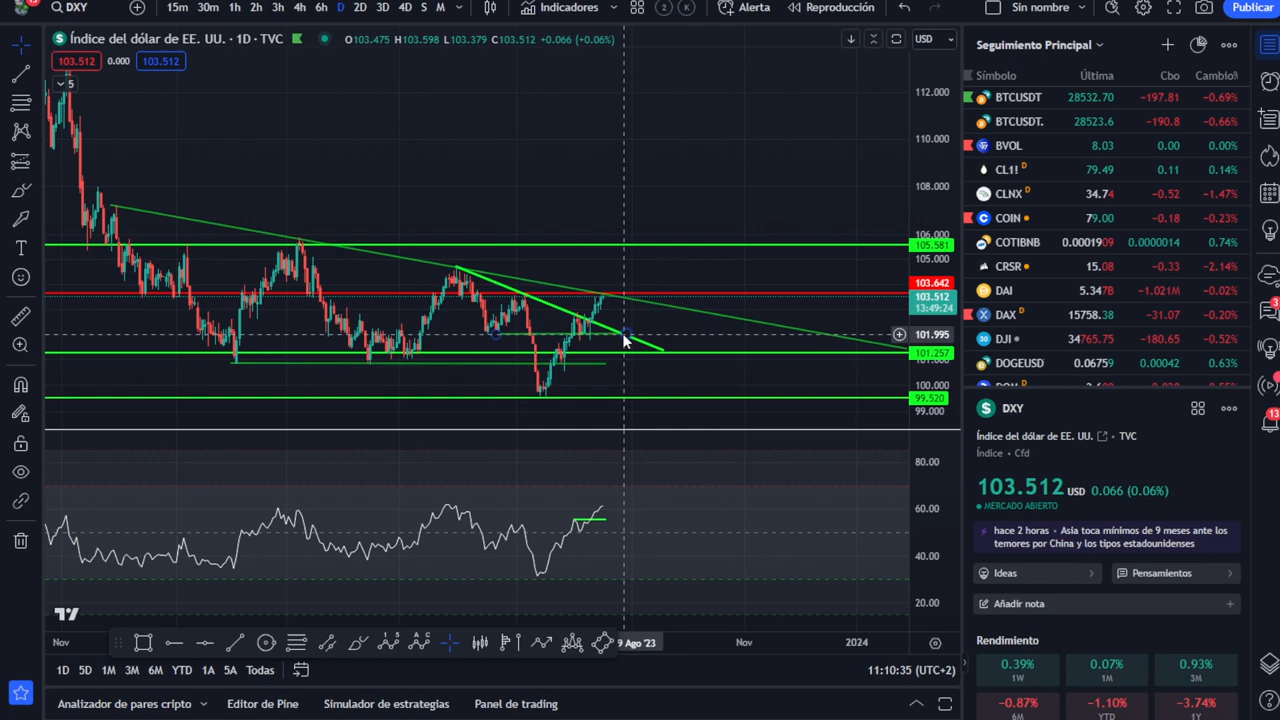 DXY
15m 30m 1h 2h 3h 4h 6h D 2D 3D 4D S M
Indicadores
2 K
Alerta
Reproducción
Sin nombre
Publicar
Índice del dólar de EE. UU. · 1D · TVC
O103.475 H103.598 L103.379 C103.512 +0.066 (+0.06%)
USD
103.512 0.000 103.512
5
112.000
110.000
108.000
106.000
105.581
105.000
103.642
103.512
13:49:24
101.995
101.257
100.000
99.520
99.000
80.00
60.00
40.00
20.00
Nov
9 Ago '23
Nov
2024
1D 5D 1M 3M 6M YTD 1A 5A Todas
11:10:35 (UTC+2)
Analizador de pares cripto
Editor de Pine
Simulador de estrategias
Panel de trading
Seguimiento Principal
Símbolo Última Cbo Cambio%
BTCUSDT 28532.70 −197.81 −0.69%
BTCUSDT. 28523.6 −190.8 −0.66%
BVOL 8.03 0.00 0.00%
CL1! D 79.49 0.11 0.14%
CLNX D 34.74 −0.52 −1.47%
COIN 79.00 −0.18 −0.23%
COTIBNB 0.00001909 0.0000014 0.74%
CRSR 15.08 −0.33 −2.14%
DAI 5.347B −1.021M −0.02%
DAX D 15758.38 −31.07 −0.20%
DJI 34765.75 −180.65 −0.52%
DOGEUSD 0.0679 0.00042 0.63%
DXY
Índice del dólar de EE. UU. · TVC
Índice · Cfd
103.512 USD 0.066 (0.06%)
MERCADO ABIERTO
hace 2 horas · Asia toca mínimos de 9 meses ante los
temores por China y los tipos estadounidenses
Ideas
Pensamientos
Añadir nota
Rendimiento
0.39% 0.07% 0.93%
1W 1M 3M
−0.87% −1.10% −3.74%
6M YTD 1Y
13